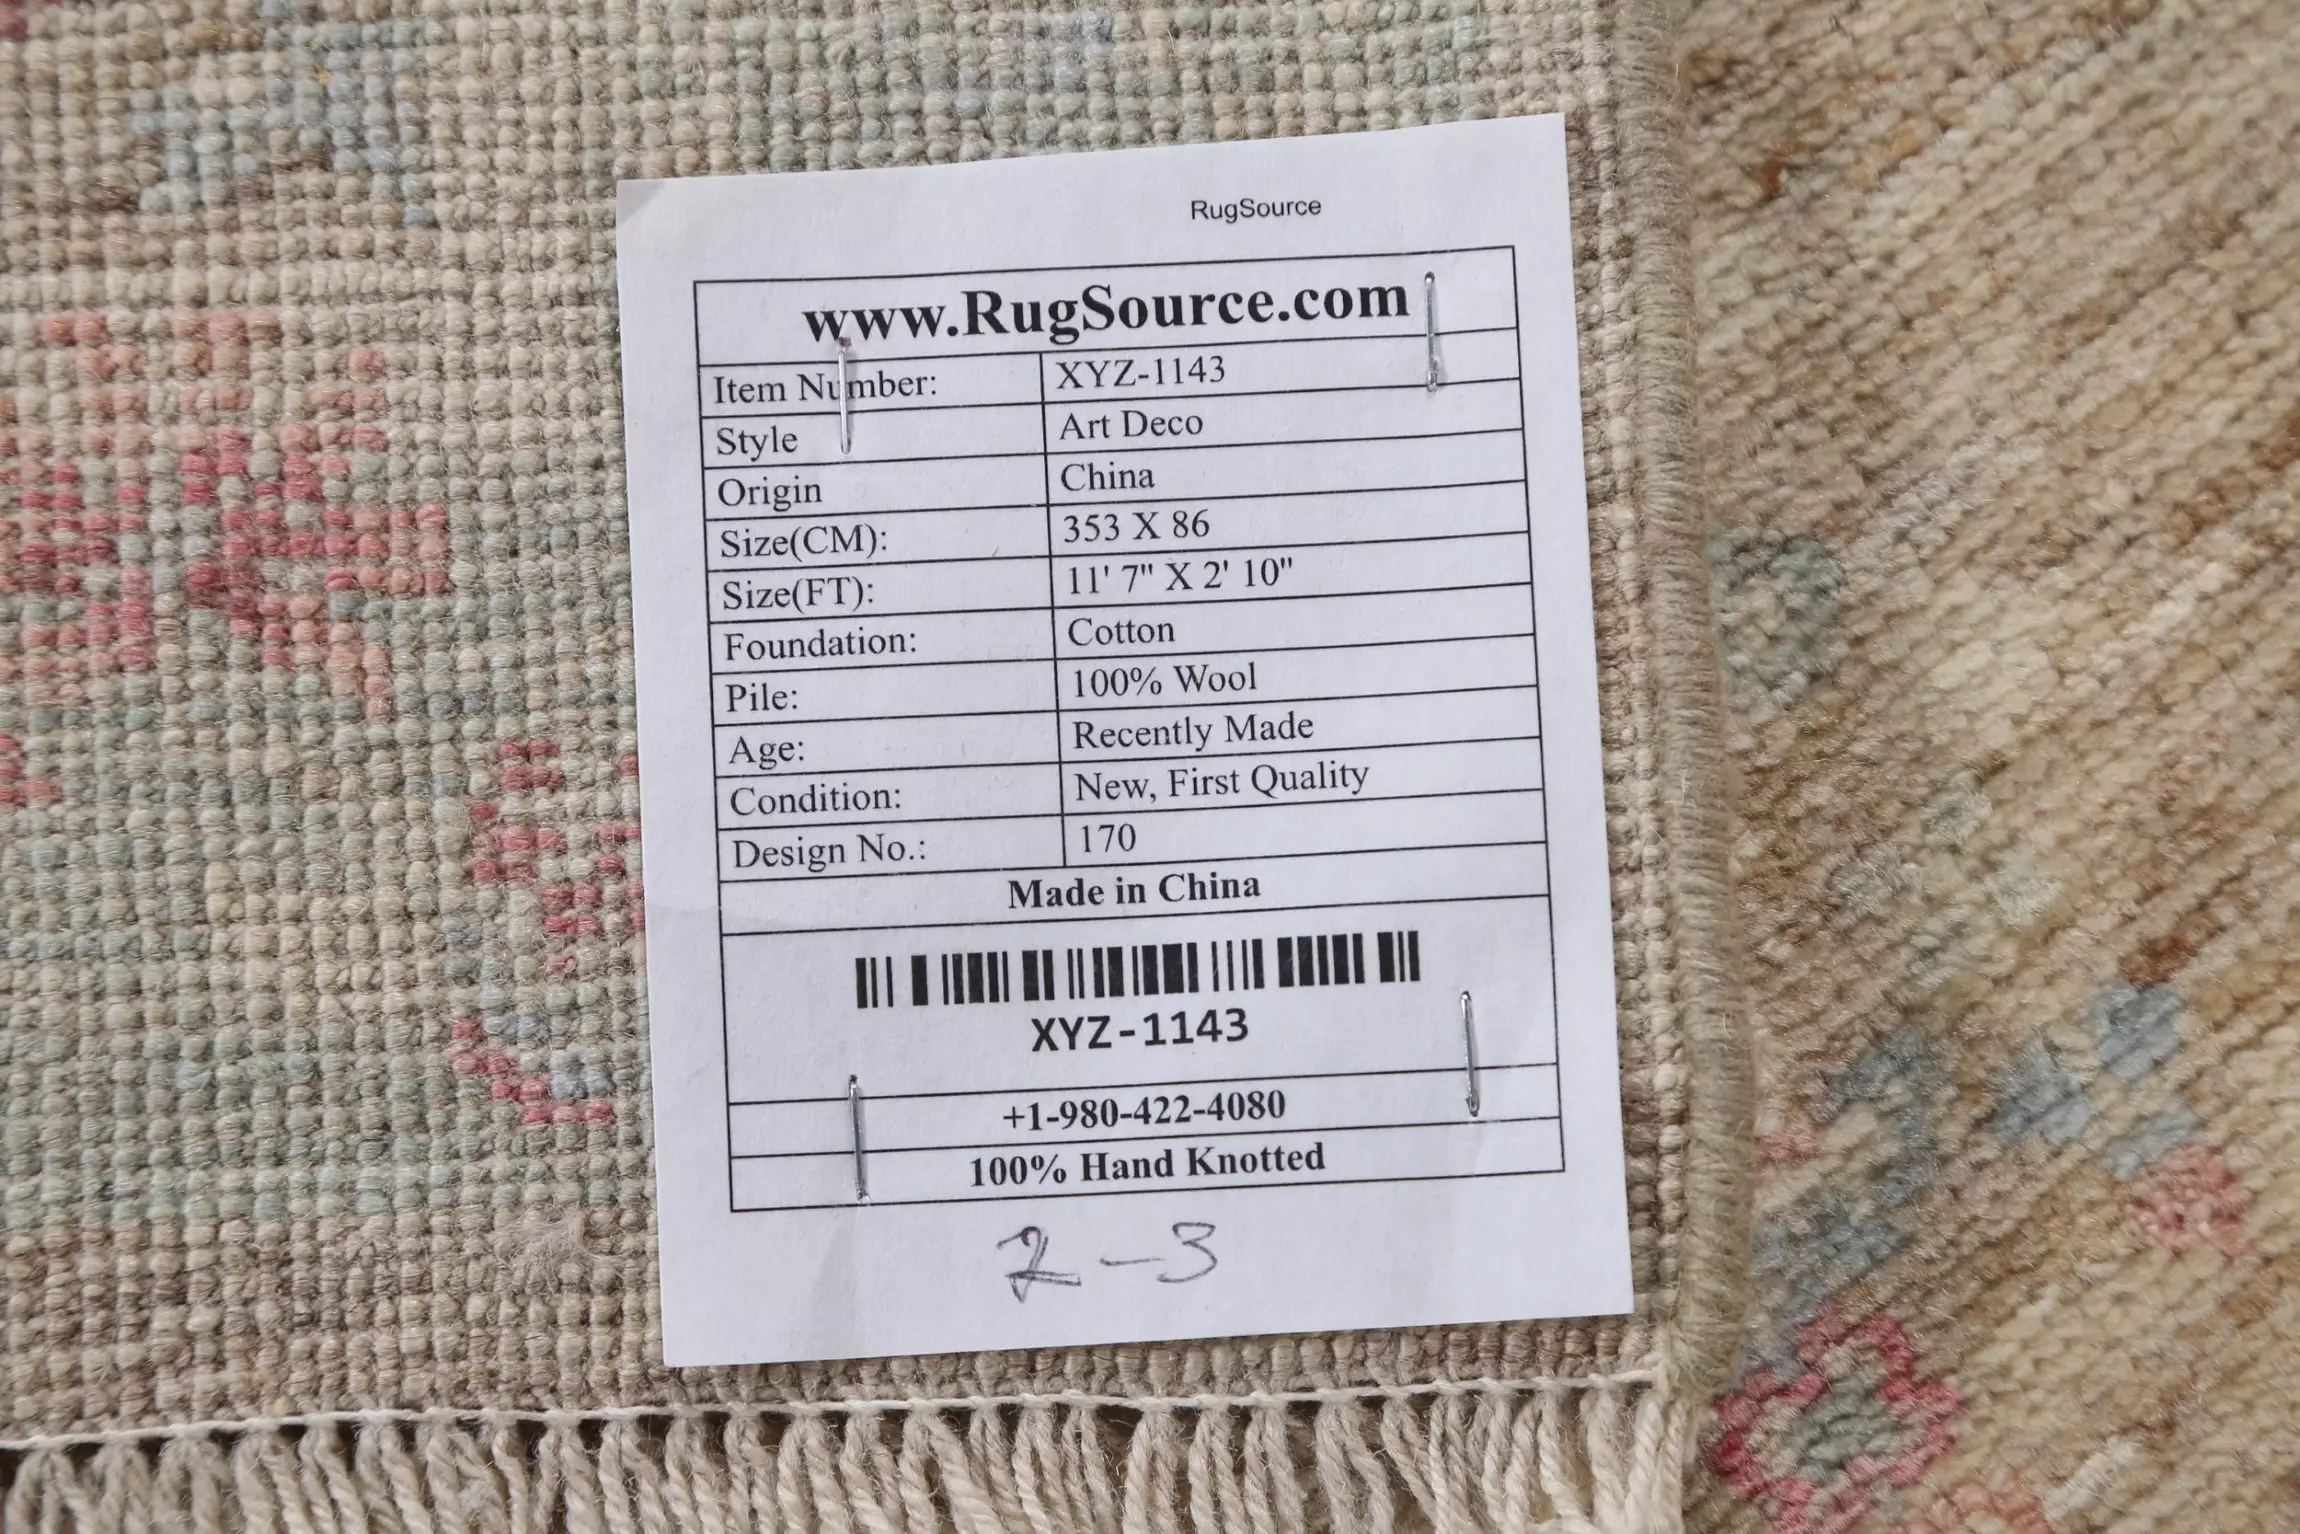 RugSource
www.RugSource.com
Item Number: XYZ-1143
Style Art Deco
Origin China
Size(CM): 353 X 86
Size(FT): 11' 7" X 2' 10"
Foundation: Cotton
Pile: 100% Wool
Age: Recently Made
Condition: New, First Quality
Design No.: 170
Made in China
XYZ-1143
+1-980-422-4080
100% Hand Knotted
2-3